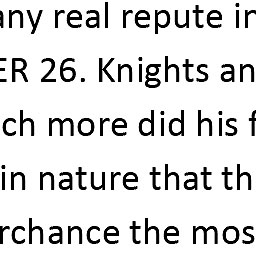 any real repute in
ER 26. Knights an
ch more did his f
in nature that th
rchance the mos